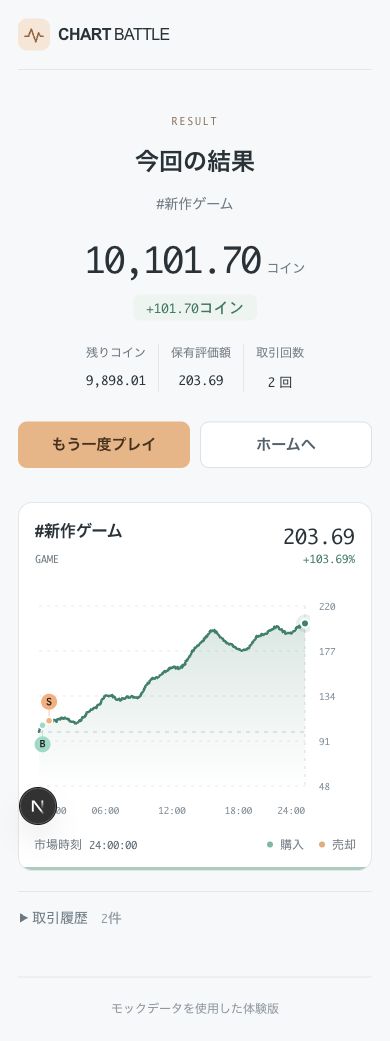 CHART BATTLE
RESULT
今回の結果
#新作ゲーム
10,101.70 コイン
+101.70コイン
残りコイン 保有評価額 取引回数
9,898.01 203.69 2 回
もう一度プレイ ホームへ
#新作ゲーム 203.69
GAME +103.69%
220
177
S
134
B
91
48
N
00 06:00 12:00 18:00 24:00
市場時刻 24:00:00 購入 売却
▶ 取引履歴 2件
モックデータを使用した体験版